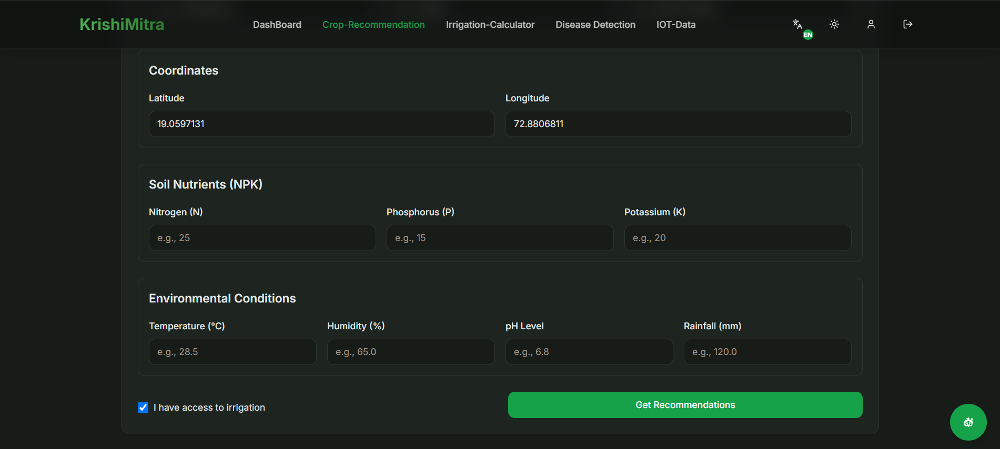 KrishiMitra
DashBoard
Crop-Recommendation
Irrigation-Calculator
Disease Detection
IOT-Data
EN
Coordinates
Latitude
Longitude
19.0597131
72.8806811
Soil Nutrients (NPK)
Nitrogen (N)
Phosphorus (P)
Potassium (K)
e.g., 25
e.g., 15
e.g., 20
Environmental Conditions
Temperature (°C)
Humidity (%)
pH Level
Rainfall (mm)
e.g., 28.5
e.g., 65.0
e.g., 6.8
e.g., 120.0
I have access to irrigation
Get Recommendations